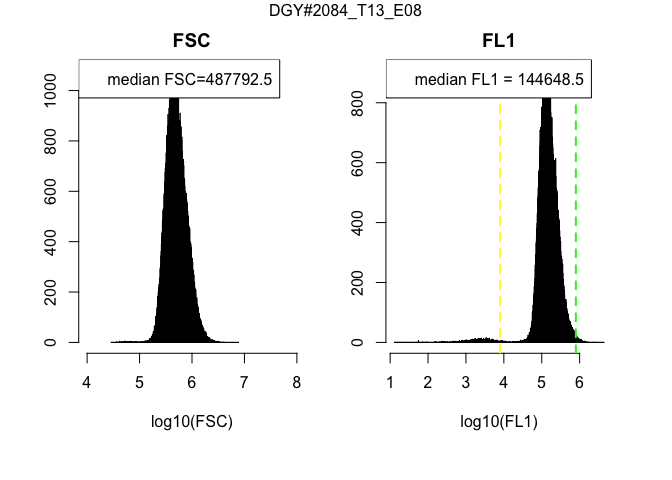 DGY#2084_T13_E08
FSC
median FSC=487792.5
0
200
400
600
800
1000
4 5 6 7 8
log10(FSC)
FL1
median FL1 = 144648.5
0
200
400
600
800
1 2 3 4 5 6
log10(FL1)